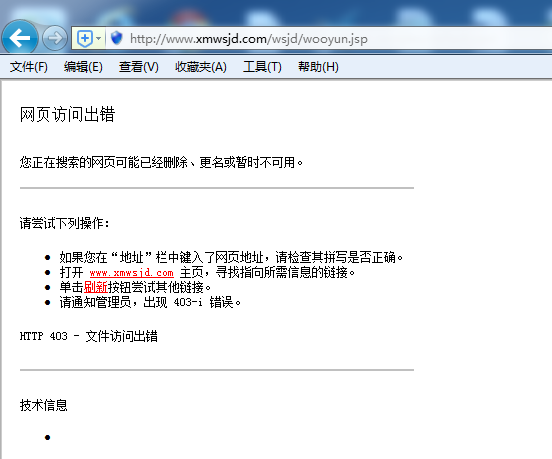 http://www.xmwsjd.com/wsjd/wooyun.jsp
文件(F) 编辑(E) 查看(V) 收藏夹(A) 工具(T) 帮助(H)
网页访问出错
您正在搜索的网页可能已经删除、更名或暂时不可用。
请尝试下列操作:
● 如果您在“地址”栏中键入了网页地址，请检查其拼写是否正确。
● 打开 www.xmwsjd.com 主页，寻找指向所需信息的链接。
● 单击刷新按钮尝试其他链接。
● 请通知管理员，出现 403-i 错误。
HTTP 403 - 文件访问出错
技术信息
●